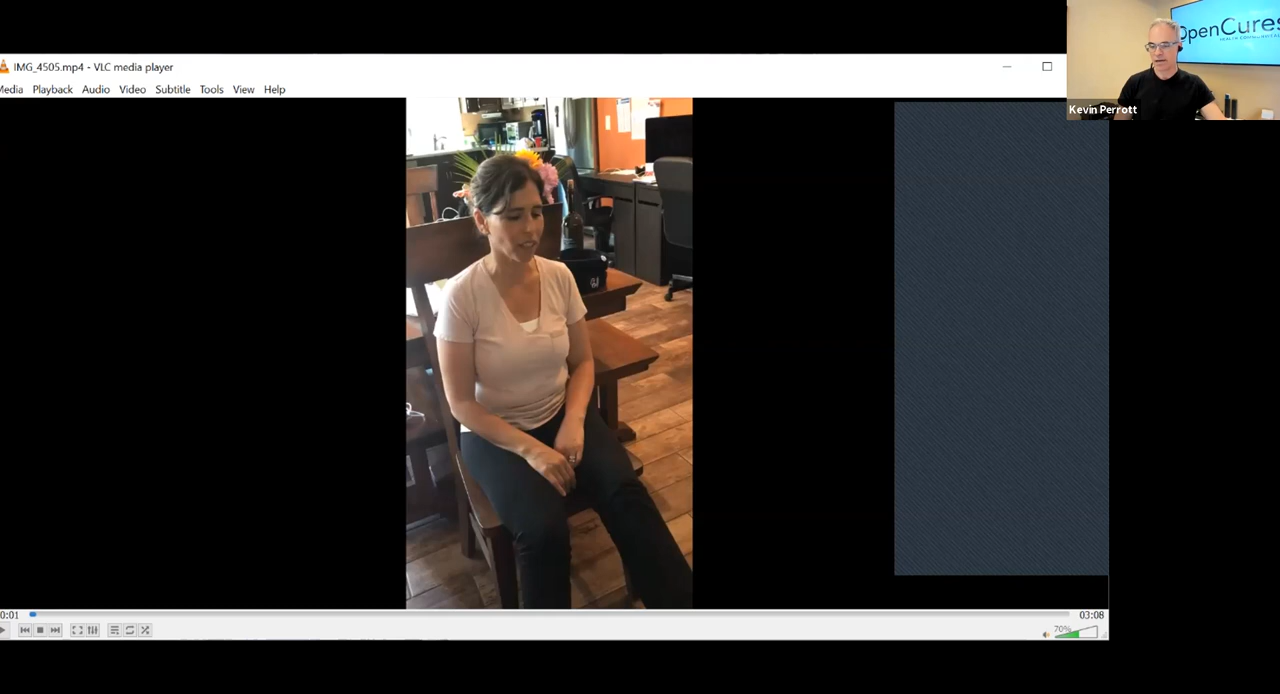 IMG_4505.mp4 - VLC media player
Media Playback Audio Video Subtitle Tools View Help
OpenCures
Kevin Perrott
0:01
03:08
70%